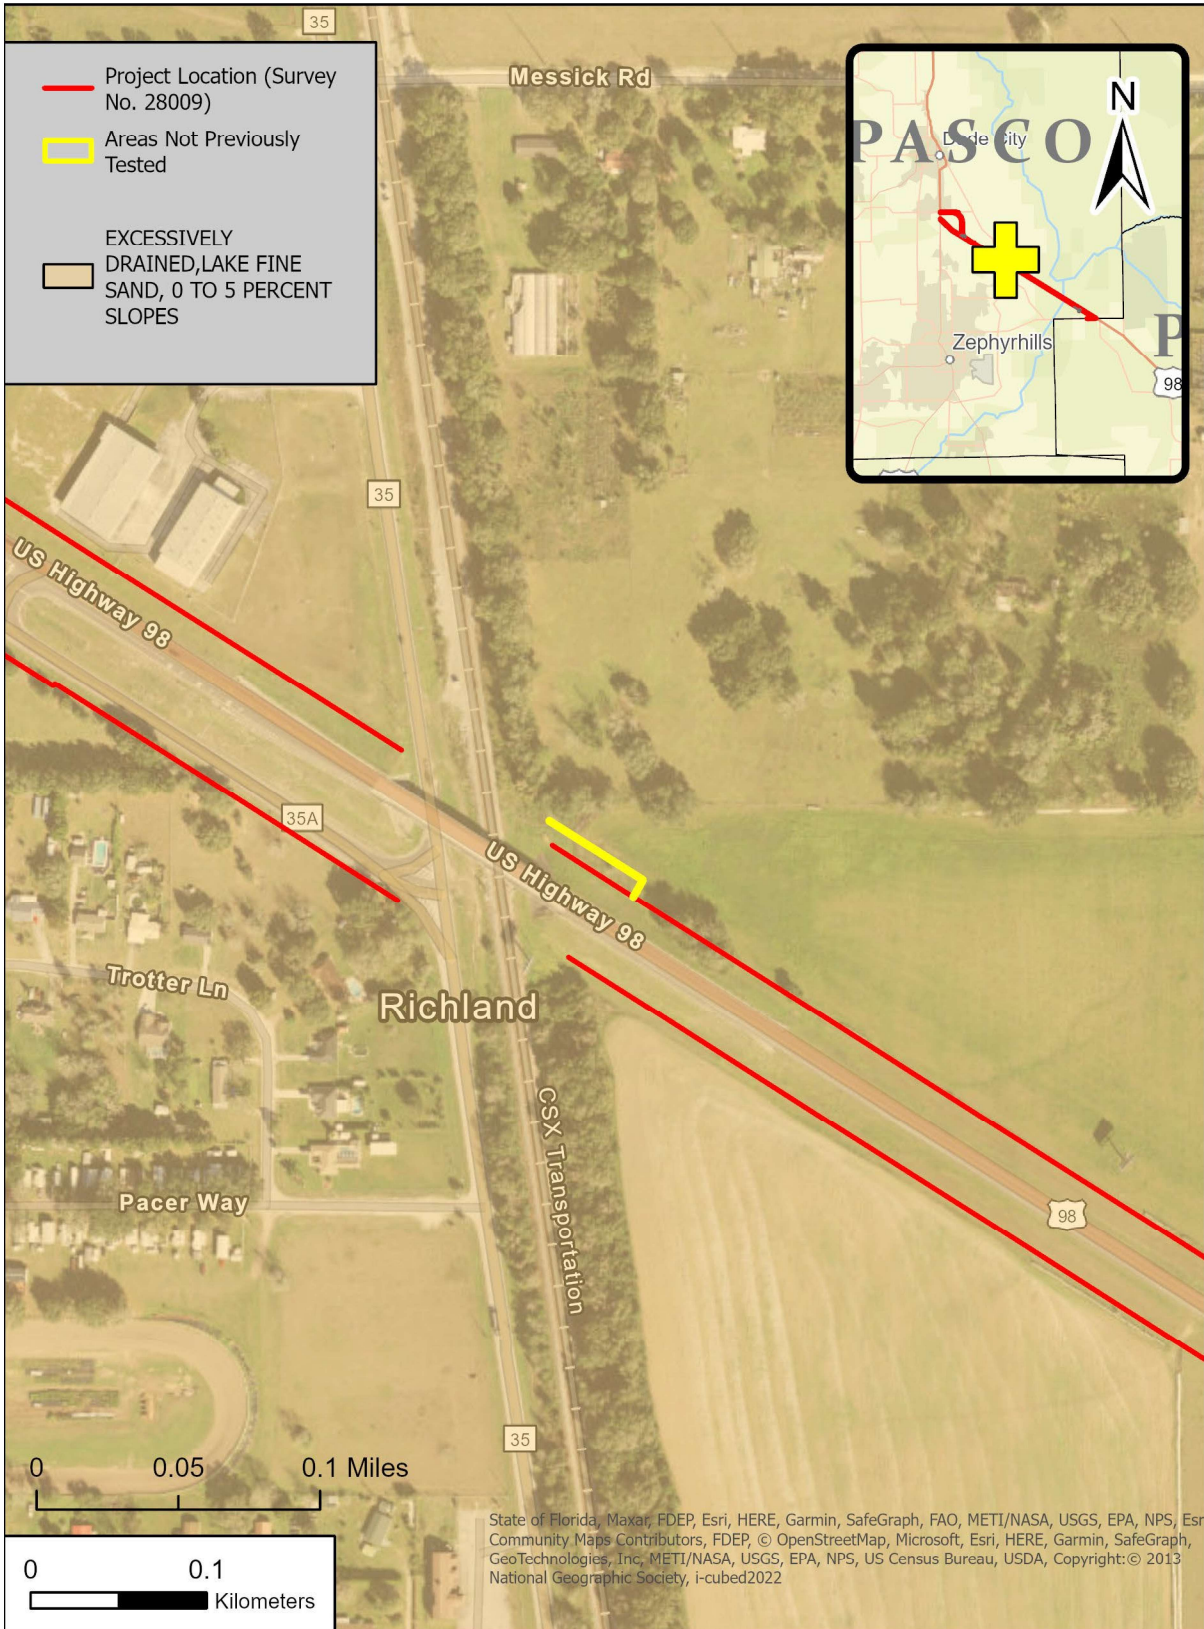 35
Project Location (Survey
No. 28009)
Areas Not Previously
Tested
EXCESSIVELY
DRAINED,LAKE FINE
SAND, 0 TO 5 PERCENT
SLOPES
Messick Rd
N
PASCO
Dade City
Zephyrhills
P
98
35
US Highway 98
35A
US Highway 98
Trotter Ln
Richland
CSX Transportation
Pacer Way
98
35
0 0.05 0.1 Miles
0 0.1
Kilometers
State of Florida, Maxar, FDEP, Esri, HERE, Garmin, SafeGraph, FAO, METI/NASA, USGS, EPA, NPS, Esri
Community Maps Contributors, FDEP, © OpenStreetMap, Microsoft, Esri, HERE, Garmin, SafeGraph,
GeoTechnologies, Inc, METI/NASA, USGS, EPA, NPS, US Census Bureau, USDA, Copyright:© 2013
National Geographic Society, i-cubed2022